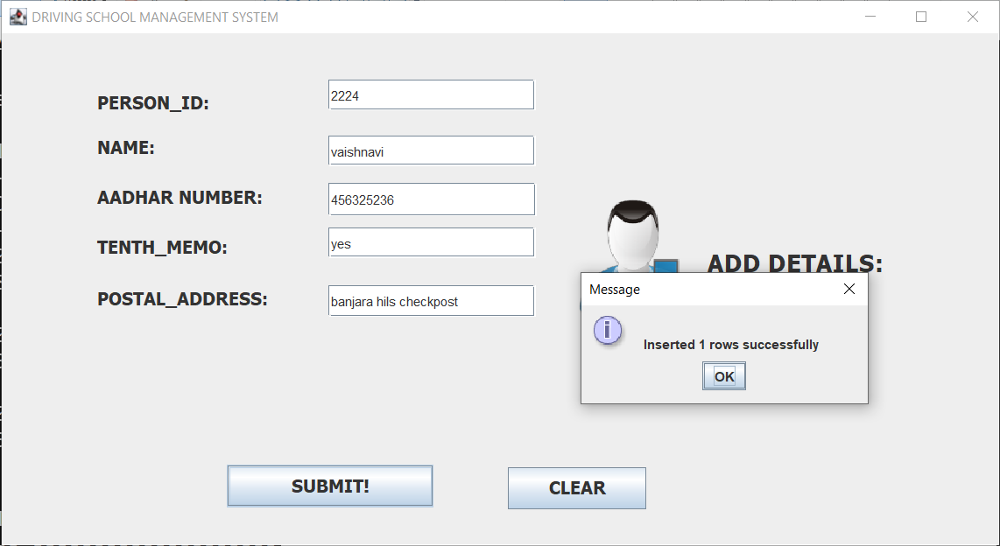 DRIVING SCHOOL MANAGEMENT SYSTEM
PERSON_ID:
2224
NAME:
vaishnavi
AADHAR NUMBER:
456325236
TENTH_MEMO:
yes
POSTAL_ADDRESS:
banjara hils checkpost
ADD DETAILS:
Message
Inserted 1 rows successfully
OK
SUBMIT!
CLEAR